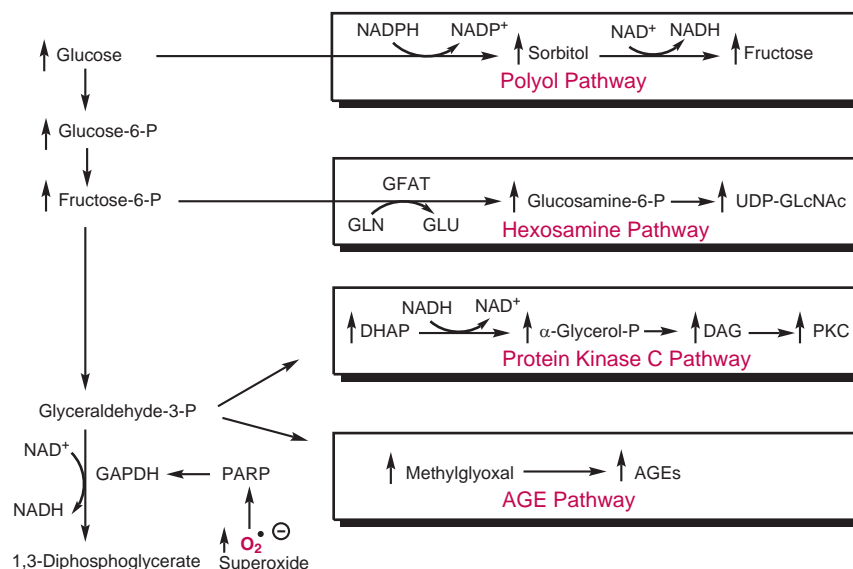 NADPH NADP+ NAD+ NADH
Glucose Sorbitol Fructose
Polyol Pathway
Glucose-6-P
GFAT
Fructose-6-P Glucosamine-6-P UDP-GLcNAc
GLN GLU Hexosamine Pathway
NADH NAD+
DHAP α-Glycerol-P DAG PKC
Protein Kinase C Pathway
Glyceraldehyde-3-P
NAD+
GAPDH PARP Methylglyoxal AGEs
NADH AGE Pathway
O2•⊖
1,3-Diphosphoglycerate Superoxide